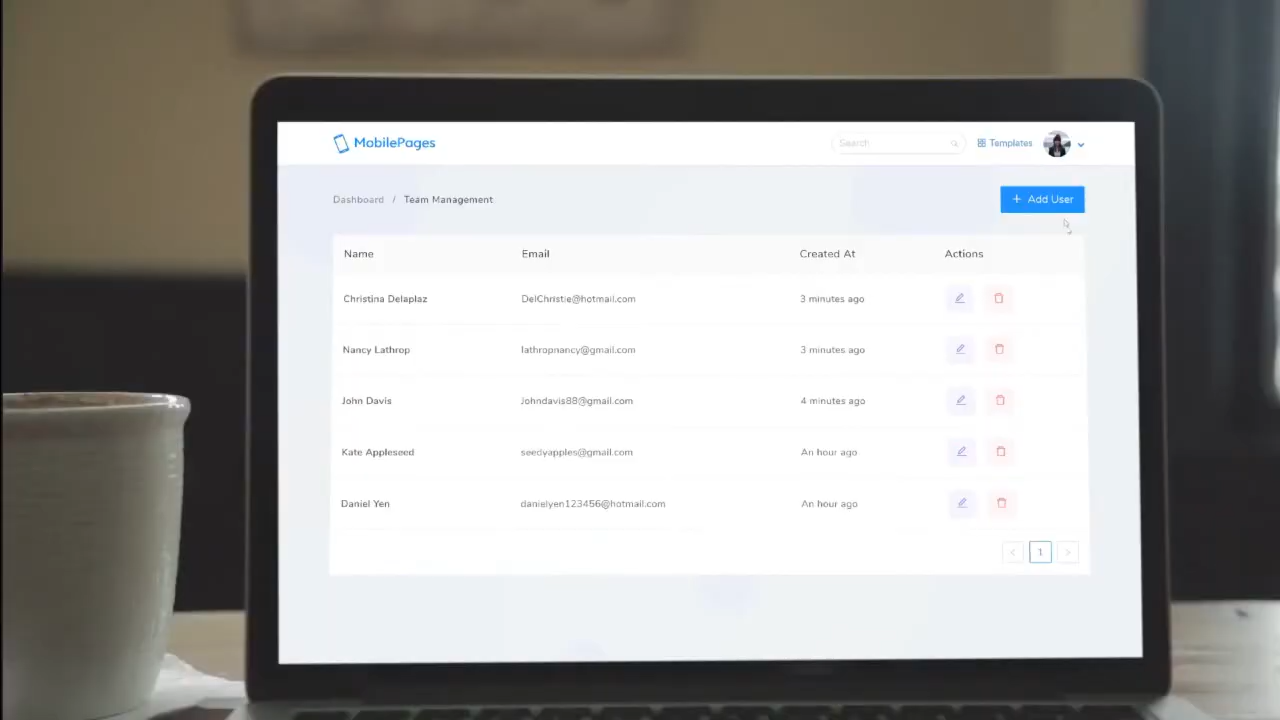 MobilePages
Search
Templates
Dashboard / Team Management
+ Add User
Name Email Created At Actions
Christina Delaplaz DelChristie@hotmail.com 3 minutes ago
Nancy Lathrop lathropnancy@gmail.com 3 minutes ago
John Davis Johndavis88@gmail.com 4 minutes ago
Kate Appleseed seedyapples@gmail.com An hour ago
Daniel Yen danielyen123456@hotmail.com An hour ago
< 1 >